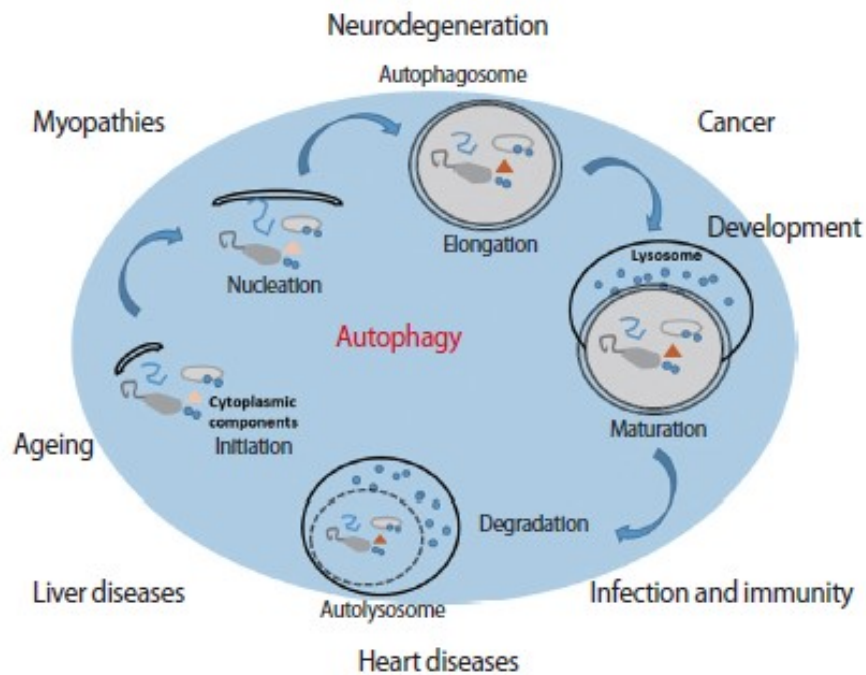 Neurodegeneration
Autophagosome
Myopathies
Cancer
Elongation
Development
Lysosome
Nucleation
Autophagy
Cytoplasmic
components
Initiation
Maturation
Ageing
Degradation
Liver diseases
Autolysosome
Infection and immunity
Heart diseases